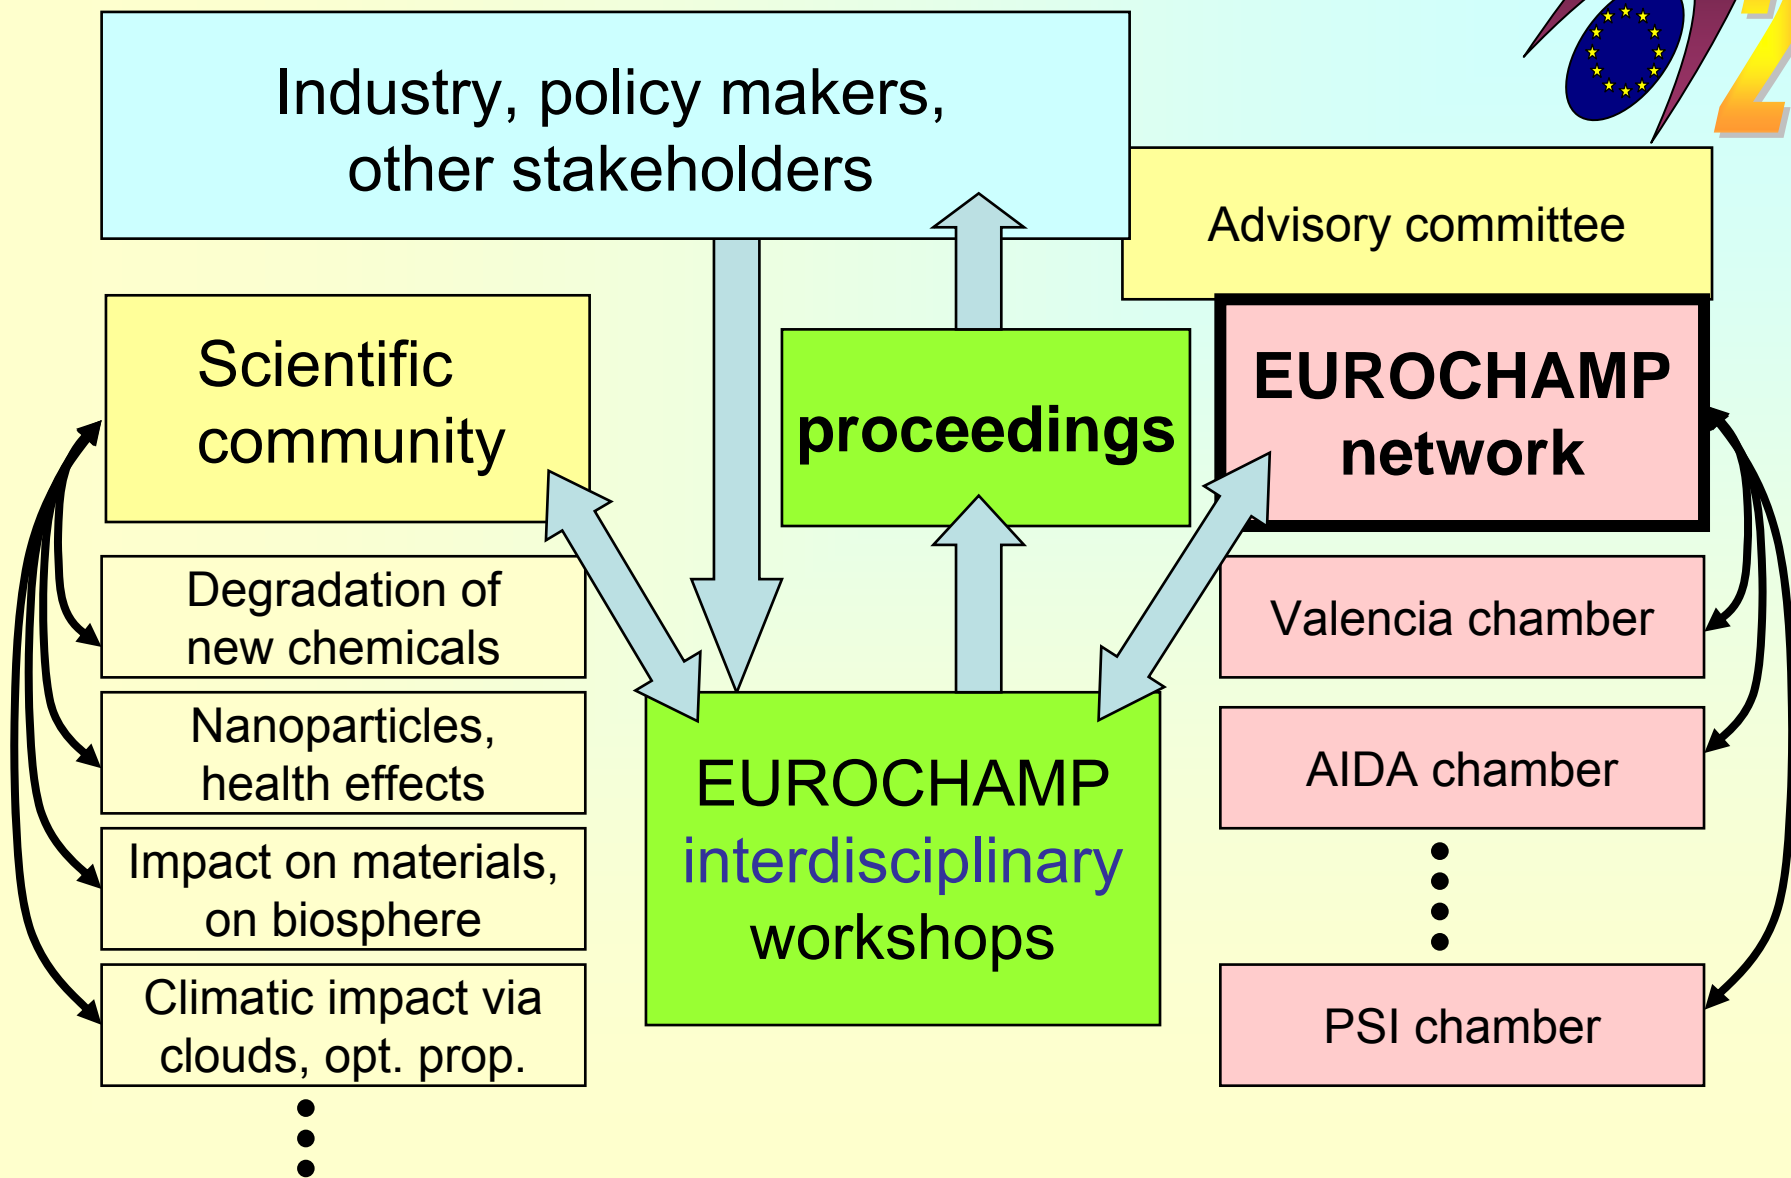 Industry, policy makers,
other stakeholders
2
Advisory committee
Scientific
community
proceedings
EUROCHAMP
network
Degradation of
new chemicals
Nanoparticles,
health effects
Impact on materials,
on biosphere
Climatic impact via
clouds, opt. prop.
EUROCHAMP
interdisciplinary
workshops
Valencia chamber
AIDA chamber
PSI chamber